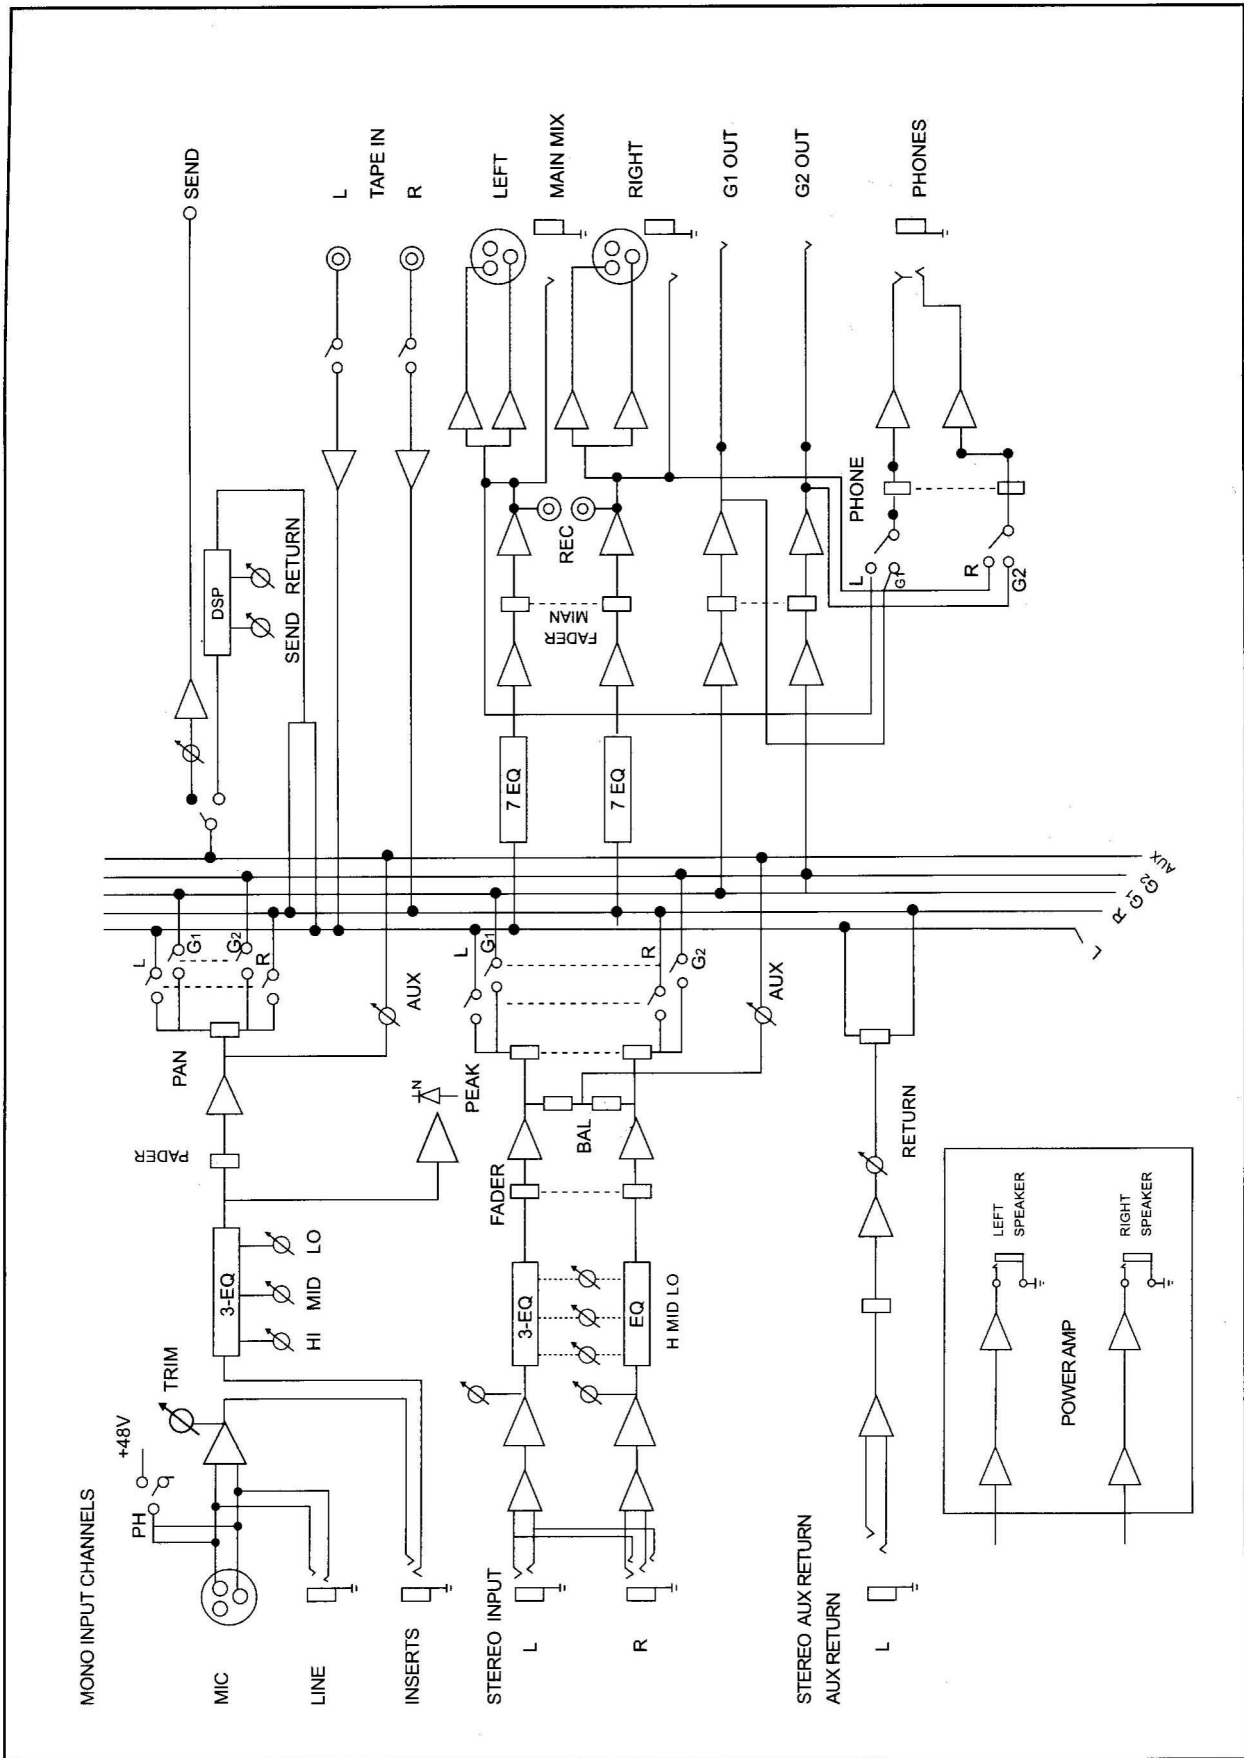 MONO INPUT CHANNELS
MIC
LINE
INSERTS
PH
+48V
TRIM
3-EQ
HI
MID
LO
PADER
PEAK
N
PAN
AUX
L
G1
G2
R
STEREO INPUT
L
R
3-EQ
EQ
H MID LO
FADER
BAL
L
G1
R
G2
AUX
STEREO AUX RETURN
AUX RETURN
L
RETURN
POWER AMP
LEFT
SPEAKER
RIGHT
SPEAKER
L
R
G1
G2
AUX
SEND
DSP
SEND
RETURN
L
TAPE IN
R
7 EQ
7 EQ
FADER
MIAN
REC
LEFT
MAIN MIX
RIGHT
G1 OUT
G2 OUT
PHONES
PHONE
L
G1
R
G2